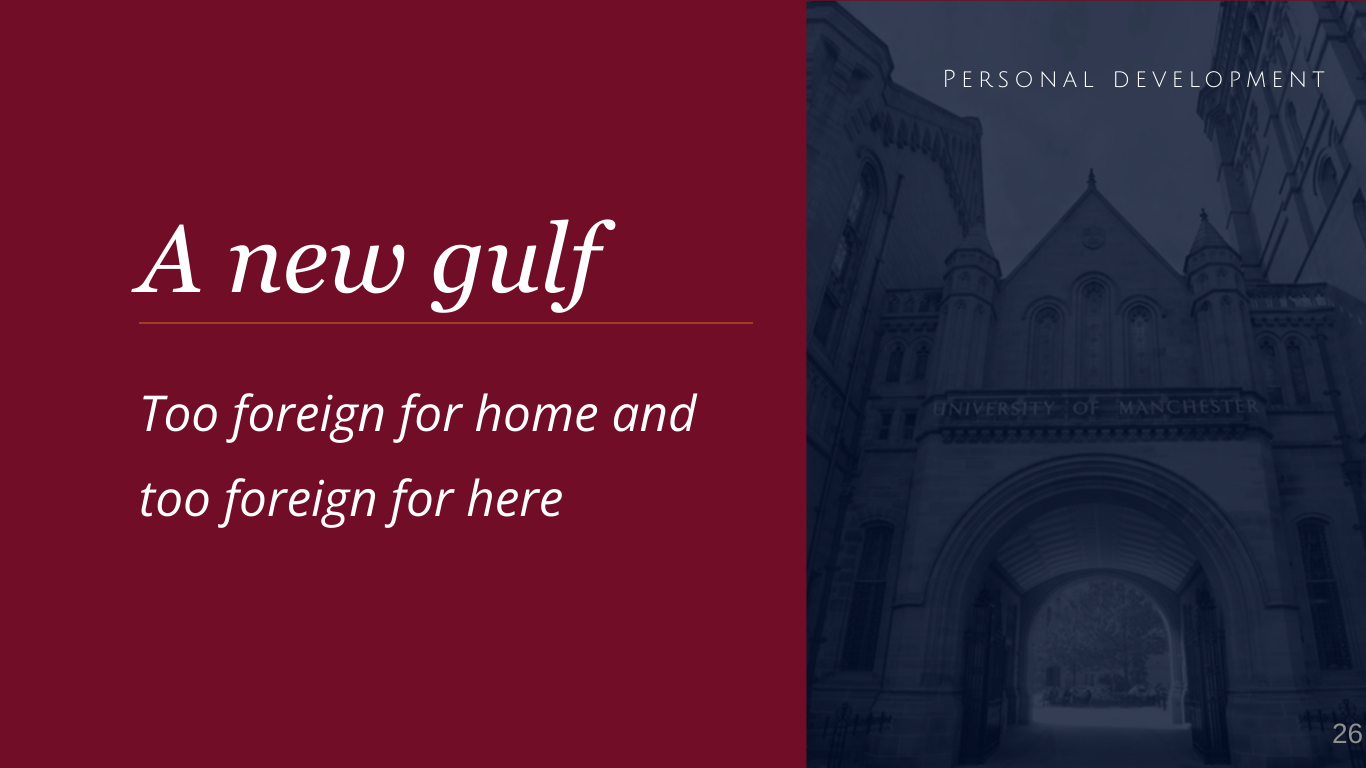 Personal development
A new gulf
Too foreign for home and
too foreign for here
UNIVERSITY OF MANCHESTER
26